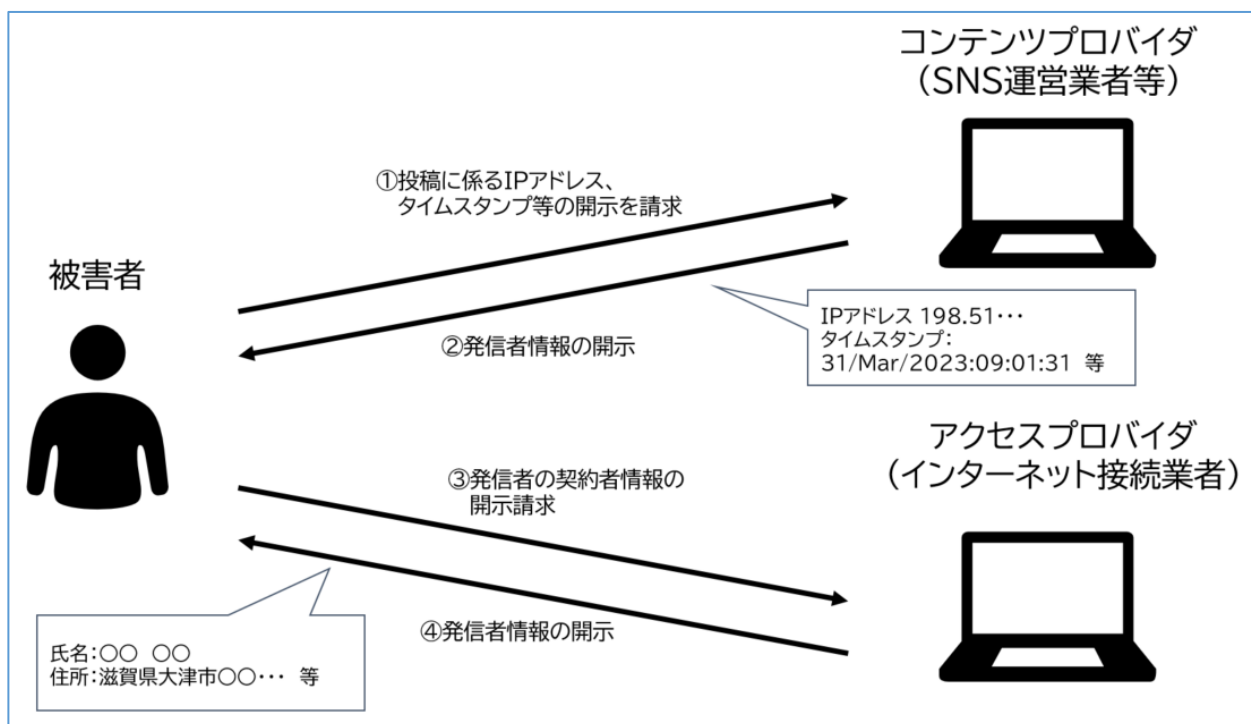 コンテンツプロバイダ
（SNS運営業者等）
①投稿に係るIPアドレス、
タイムスタンプ等の開示を請求
被害者
IPアドレス 198.51･･･
タイムスタンプ：
31/Mar/2023:09:01:31 等
②発信者情報の開示
アクセスプロバイダ
（インターネット接続業者）
③発信者の契約者情報の
開示請求
④発信者情報の開示
氏名：〇〇 〇〇
住所：滋賀県大津市〇〇･･･ 等